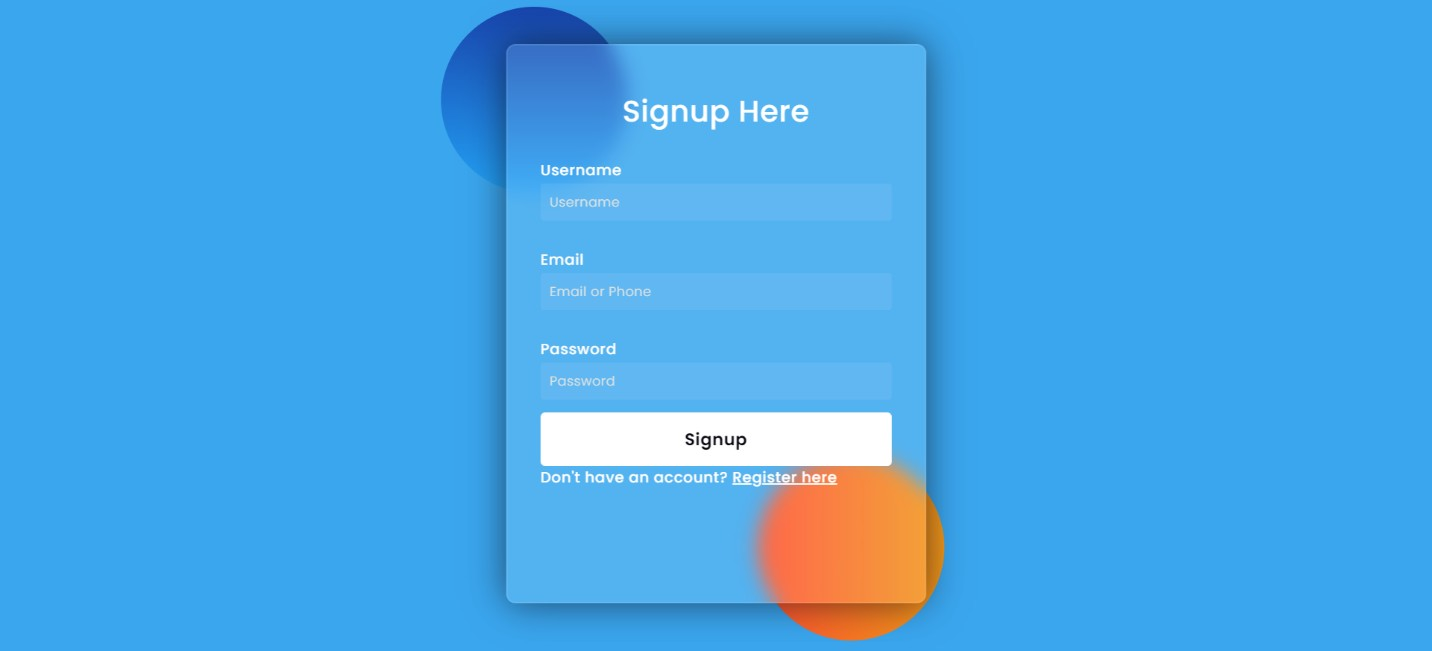 Signup Here
Username
Username
Email
Email or Phone
Password
Password
Signup
Don't have an account? Register here